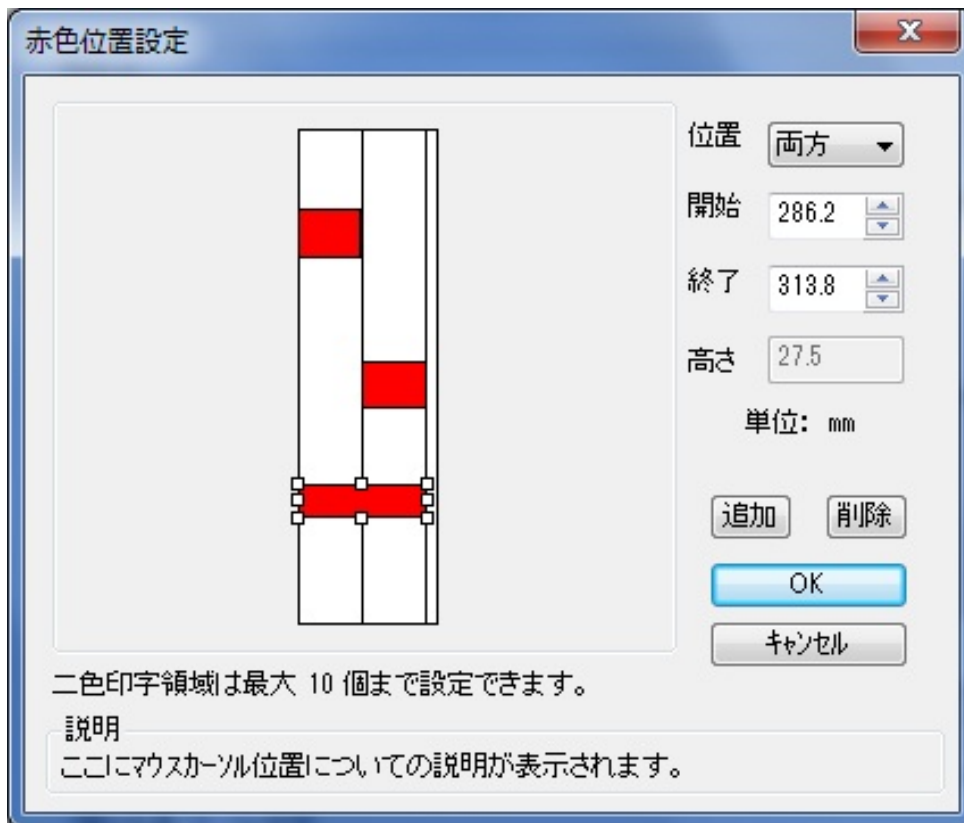 赤色位置設定
位置 両方
開始 286.2
終了 313.8
高さ 27.5
単位: mm
追加 削除
OK
キャンセル
二色印字領域は最大 10 個まで設定できます。
説明
ここにマウスカーソル位置についての説明が表示されます。